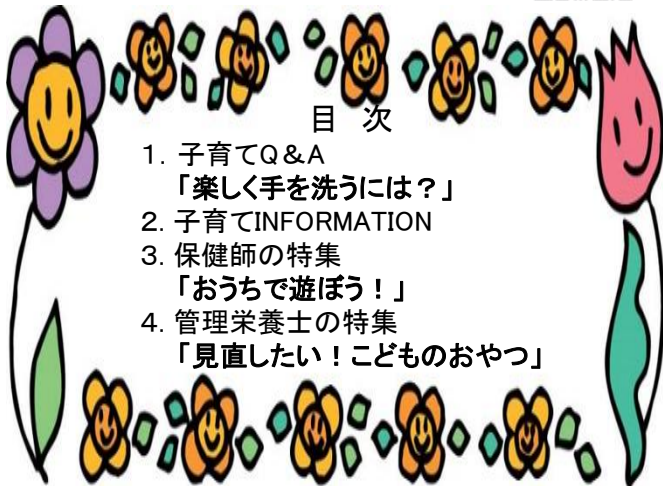 目 次
1．子育てQ＆A
「楽しく手を洗うには？」
2．子育てINFORMATION
3．保健師の特集
「おうちで遊ぼう！」
4．管理栄養士の特集
「見直したい！こどものおやつ」